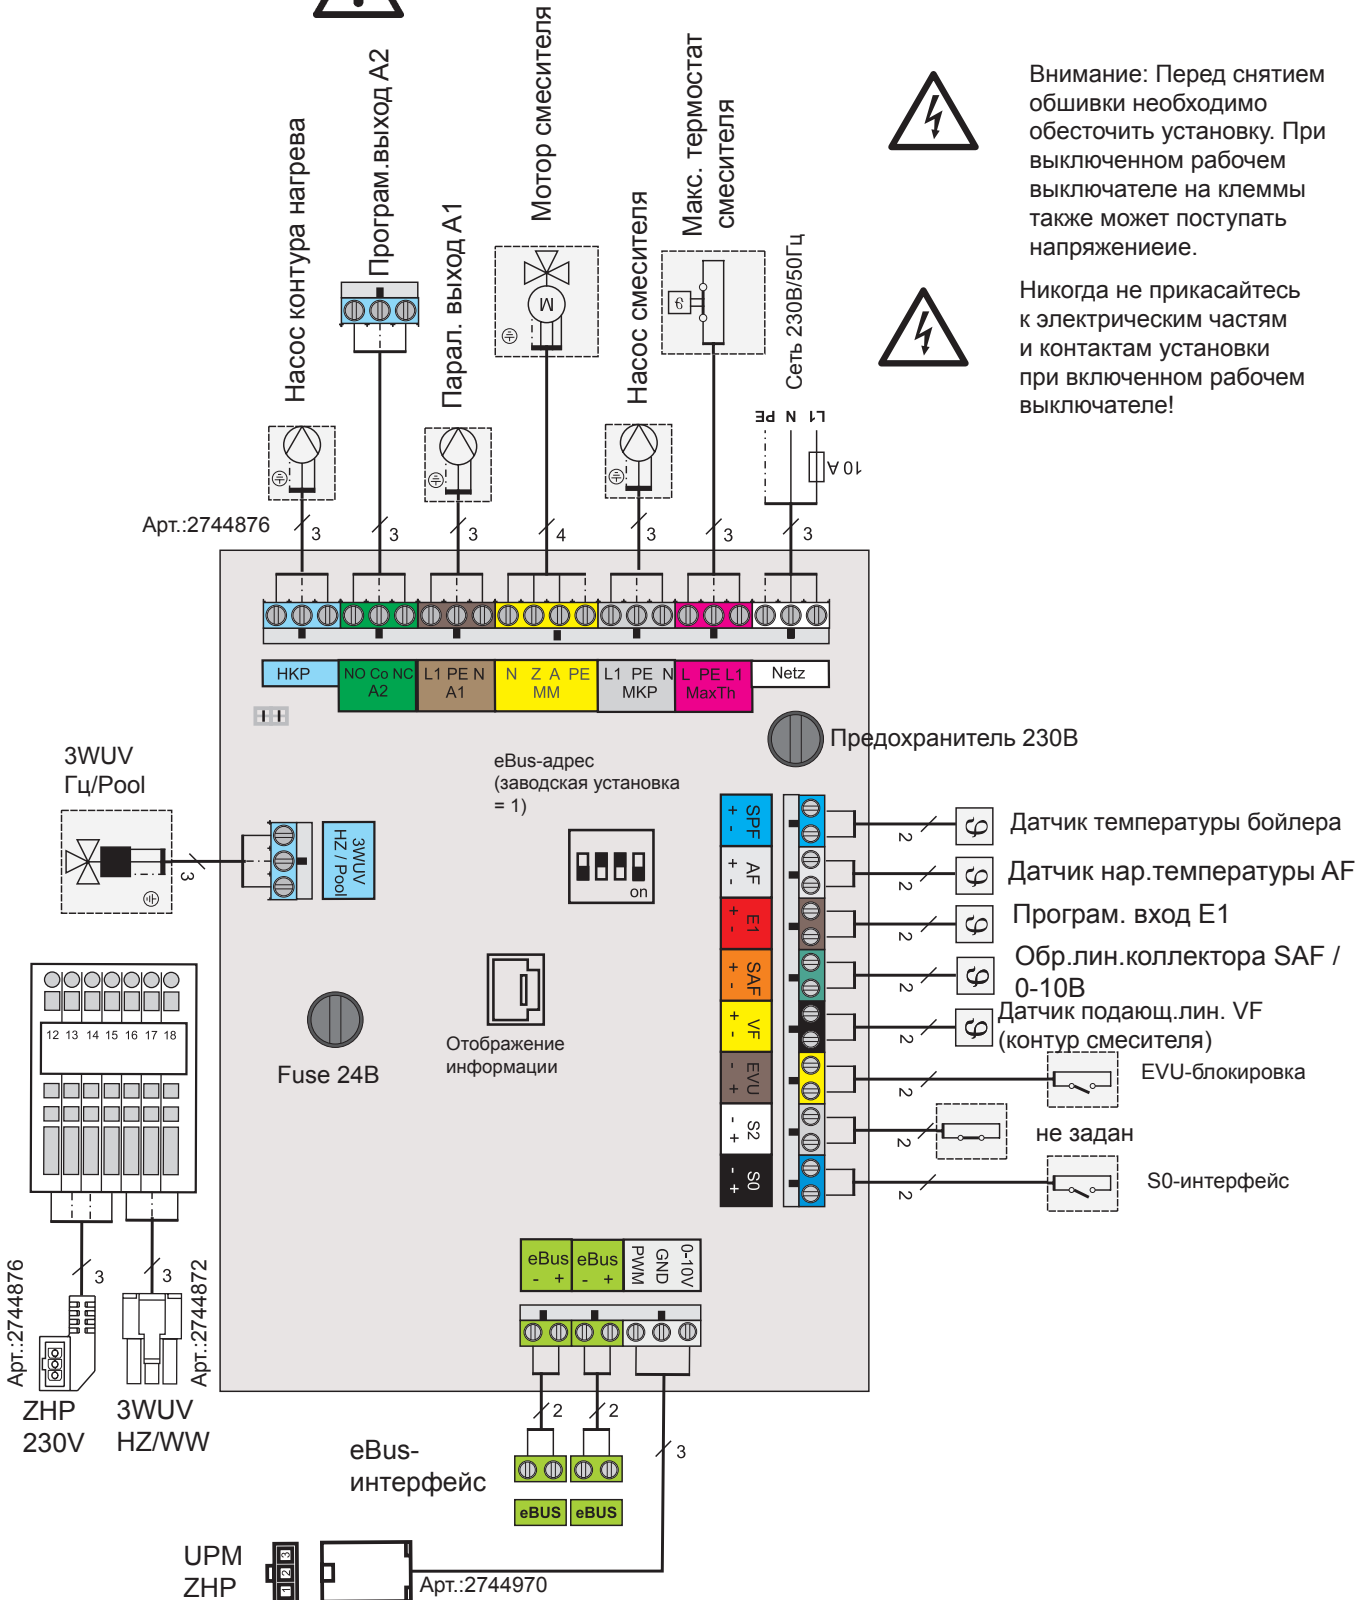 Насос контура нагрева
Програм.выход A2
Парал. выход A1
Мотор смесителя
Насос смесителя
Макс. термостат
смесителя
Сеть 230В/50Гц
Внимание: Перед снятием
обшивки необходимо
обесточить установку. При
выключенном рабочем
выключателе на клеммы
также может поступать
напряжениеие.
Никогда не прикасайтесь
к электрическим частям
и контактам установки
при включенном рабочем
выключателе!
M
ϑ
PE N L1
10 A
Арт.:2744876
3 3 3 4 3 3 3
HKP
NO Co NC
A2
L1 PE N
A1
N Z A PE
MM
L1 PE N
MKP
L PE L1
MaxTh
Netz
Предохранитель 230В
3WUV
Гц/Pool
3
3WUV
HZ / Pool
eBus-адрес
(заводская установка
= 1)
on
SPF
+ -
2
ϑ
Датчик температуры бойлера
AF
+ -
2
ϑ
Датчик нар.температуры AF
E1
+ -
2
ϑ
Програм. вход E1
SAF
+ -
2
ϑ
Обр.лин.коллектора SAF /
0-10В
VF
+ -
2
ϑ
Датчик подающ.лин. VF
(контур смесителя)
EVU
- +
2
EVU-блокировка
S2
- +
2
не задан
S0
- +
2
S0-интерфейс
Fuse 24В
Отображение
информации
12 13 14 15 16 17 18
3 3
Арт.:2744876
Арт.:2744872
ZHP
230V
3WUV
HZ/WW
eBus
- +
eBus
- +
PWM
GND
0-10V
2 2
3
eBus-
интерфейс
eBUS eBUS
UPM
ZHP
3
2
1
Арт.:2744970